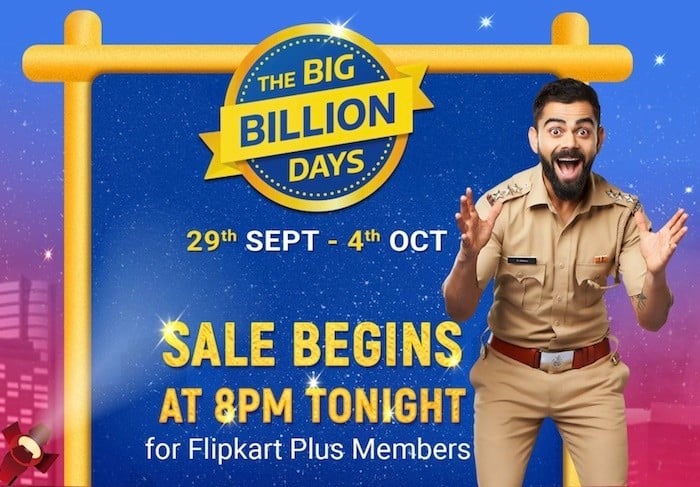 THE BIG
BILLION
DAYS
29th SEPT - 4th OCT
SALE BEGINS
AT 8PM TONIGHT
for Flipkart Plus Members